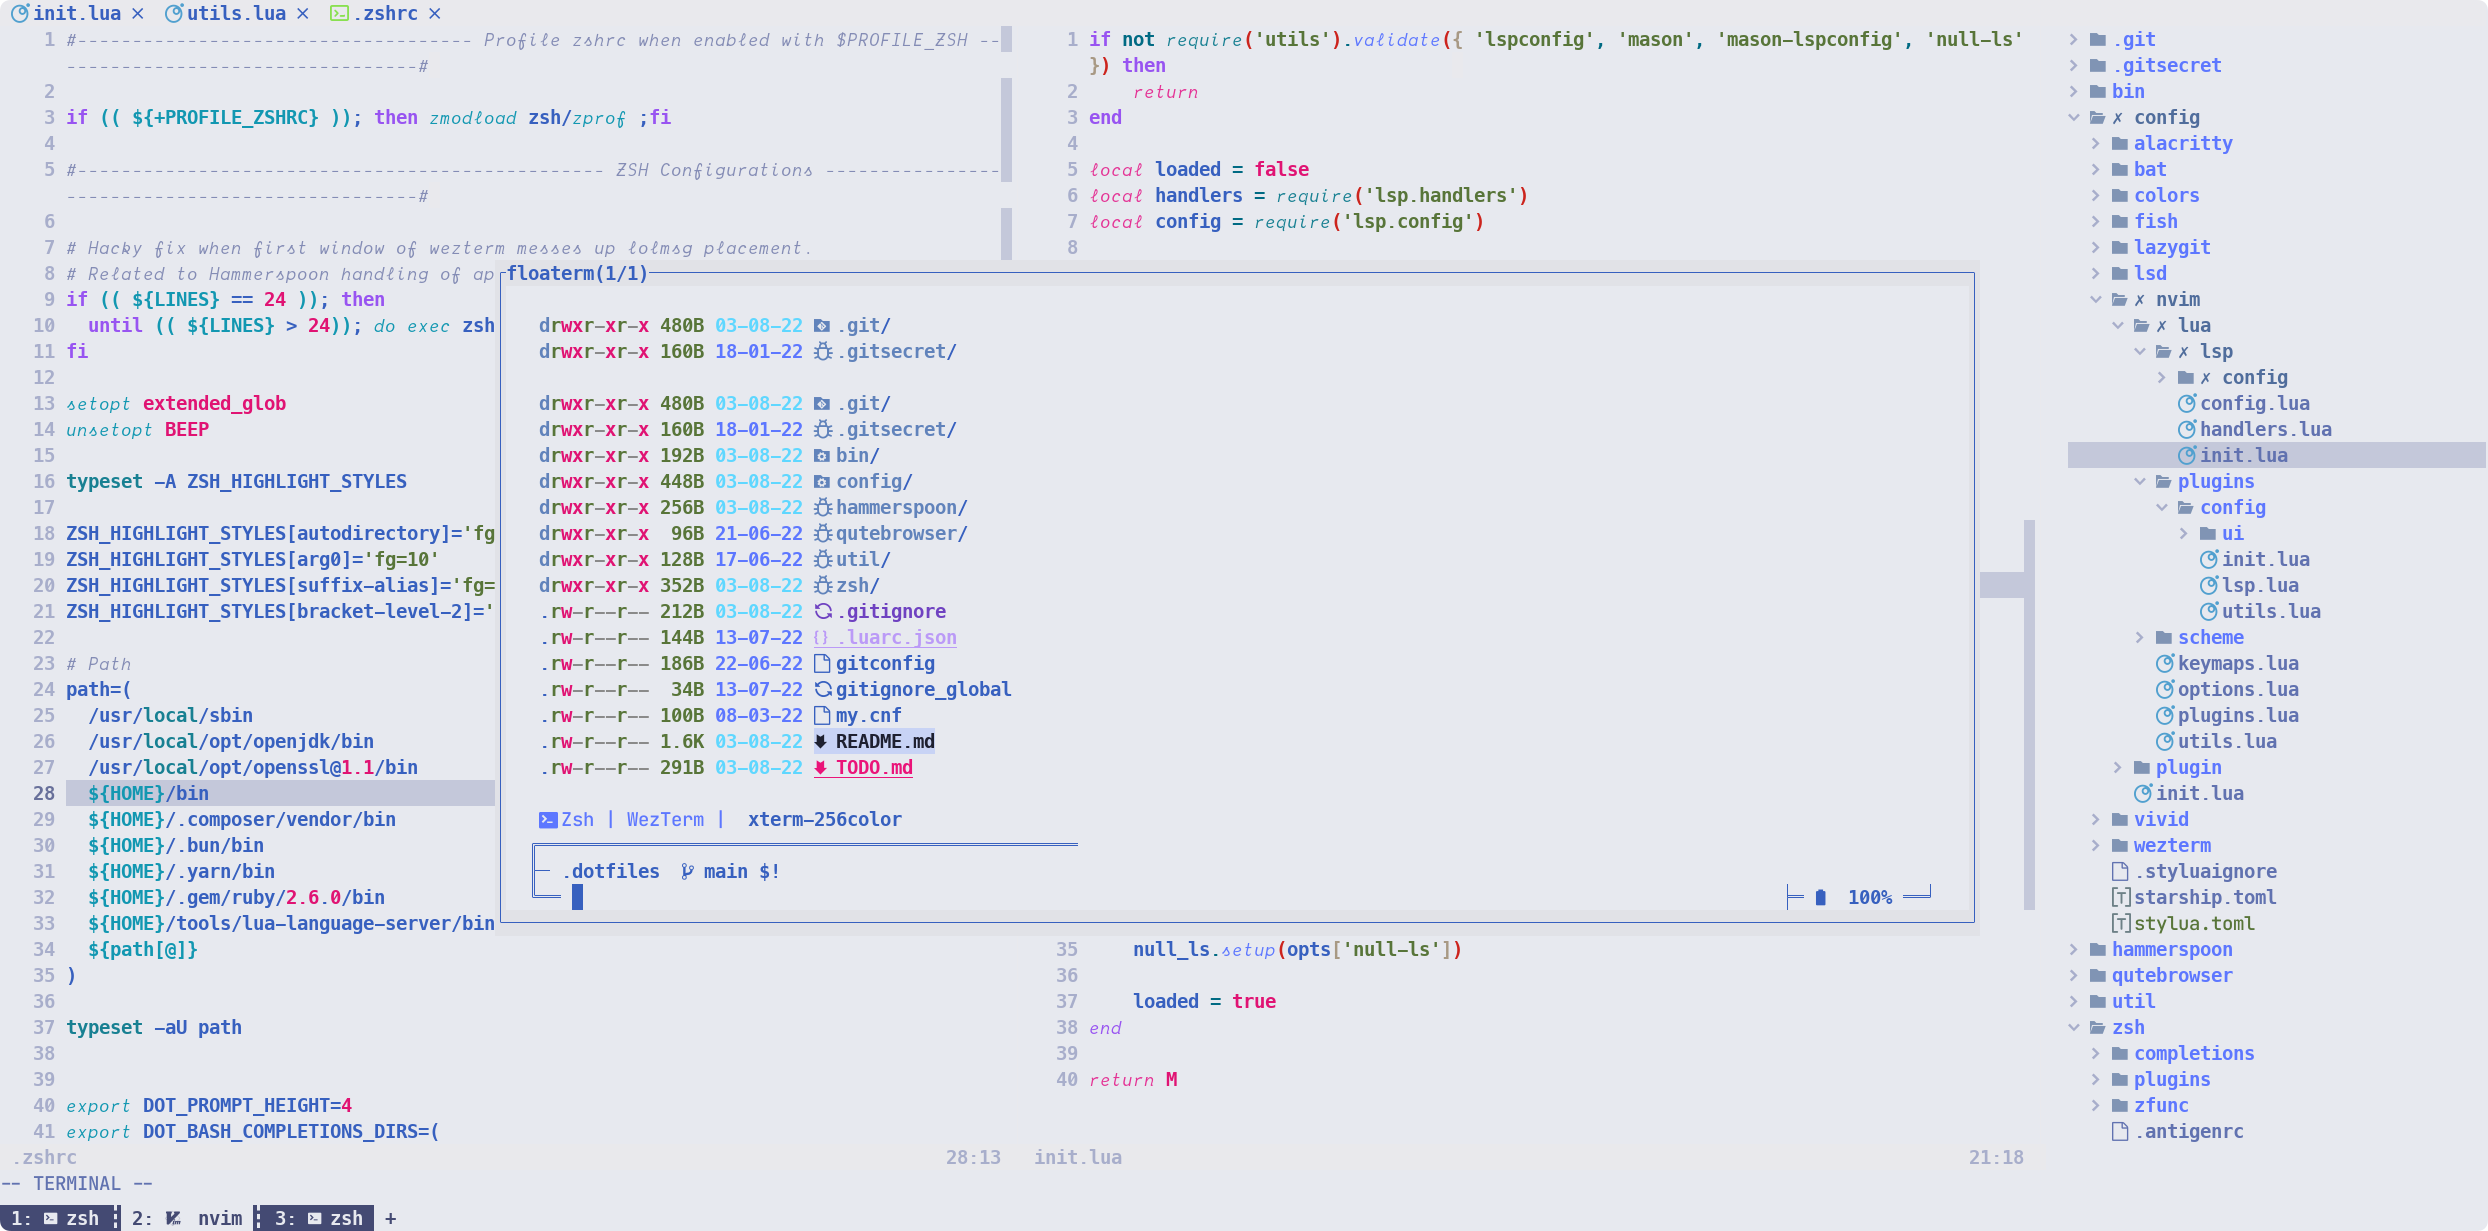 init.lua × utils.lua × .zshrc ×
1 #------------------------------------ Profile zshrc when enabled with $PROFILE_ZSH --
--------------------------------#
2
3 if (( ${+PROFILE_ZSHRC} )); then zmodload zsh/zprof ;fi
4
5 #------------------------------------------------ ZSH Configurations ----------------
--------------------------------#
6
7 # Hacky fix when first window of wezterm messes up lolmsg placement.
8 # Related to Hammerspoon handling of ap
9 if (( ${LINES} == 24 )); then
10 until (( ${LINES} > 24)); do exec zsh
11 fi
12
13 setopt extended_glob
14 unsetopt BEEP
15
16 typeset -A ZSH_HIGHLIGHT_STYLES
17
18 ZSH_HIGHLIGHT_STYLES[autodirectory]='fg
19 ZSH_HIGHLIGHT_STYLES[arg0]='fg=10'
20 ZSH_HIGHLIGHT_STYLES[suffix-alias]='fg=
21 ZSH_HIGHLIGHT_STYLES[bracket-level-2]='
22
23 # Path
24 path=(
25 /usr/local/sbin
26 /usr/local/opt/openjdk/bin
27 /usr/local/opt/openssl@1.1/bin
28 ${HOME}/bin
29 ${HOME}/.composer/vendor/bin
30 ${HOME}/.bun/bin
31 ${HOME}/.yarn/bin
32 ${HOME}/.gem/ruby/2.6.0/bin
33 ${HOME}/tools/lua-language-server/bin
34 ${path[@]}
35 )
36
37 typeset -aU path
38
39
40 export DOT_PROMPT_HEIGHT=4
41 export DOT_BASH_COMPLETIONS_DIRS=(
.zshrc 28:13
1 if not require('utils').validate({ 'lspconfig', 'mason', 'mason-lspconfig', 'null-ls'
}) then
2 return
3 end
4
5 local loaded = false
6 local handlers = require('lsp.handlers')
7 local config = require('lsp.config')
8
floaterm(1/1)
drwxr-xr-x 480B 03-08-22 .git/
drwxr-xr-x 160B 18-01-22 .gitsecret/
drwxr-xr-x 480B 03-08-22 .git/
drwxr-xr-x 160B 18-01-22 .gitsecret/
drwxr-xr-x 192B 03-08-22 bin/
drwxr-xr-x 448B 03-08-22 config/
drwxr-xr-x 256B 03-08-22 hammerspoon/
drwxr-xr-x 96B 21-06-22 qutebrowser/
drwxr-xr-x 128B 17-06-22 util/
drwxr-xr-x 352B 03-08-22 zsh/
.rw-r--r-- 212B 03-08-22 .gitignore
.rw-r--r-- 144B 13-07-22 {} .luarc.json
.rw-r--r-- 186B 22-06-22 gitconfig
.rw-r--r-- 34B 13-07-22 gitignore_global
.rw-r--r-- 100B 08-03-22 my.cnf
.rw-r--r-- 1.6K 03-08-22 README.md
.rw-r--r-- 291B 03-08-22 TODO.md
Zsh | WezTerm | xterm-256color
.dotfiles main $!
100%
35 null_ls.setup(opts['null-ls'])
36
37 loaded = true
38 end
39
40 return M
init.lua 21:18
.git
.gitsecret
bin
✗ config
alacritty
bat
colors
fish
lazygit
lsd
✗ nvim
✗ lua
✗ lsp
✗ config
config.lua
handlers.lua
init.lua
plugins
config
ui
init.lua
lsp.lua
utils.lua
scheme
keymaps.lua
options.lua
plugins.lua
utils.lua
plugin
init.lua
vivid
wezterm
.styluaignore
[T] starship.toml
[T] stylua.toml
hammerspoon
qutebrowser
util
zsh
completions
plugins
zfunc
.antigenrc
-- TERMINAL --
1: zsh 2: nvim 3: zsh +